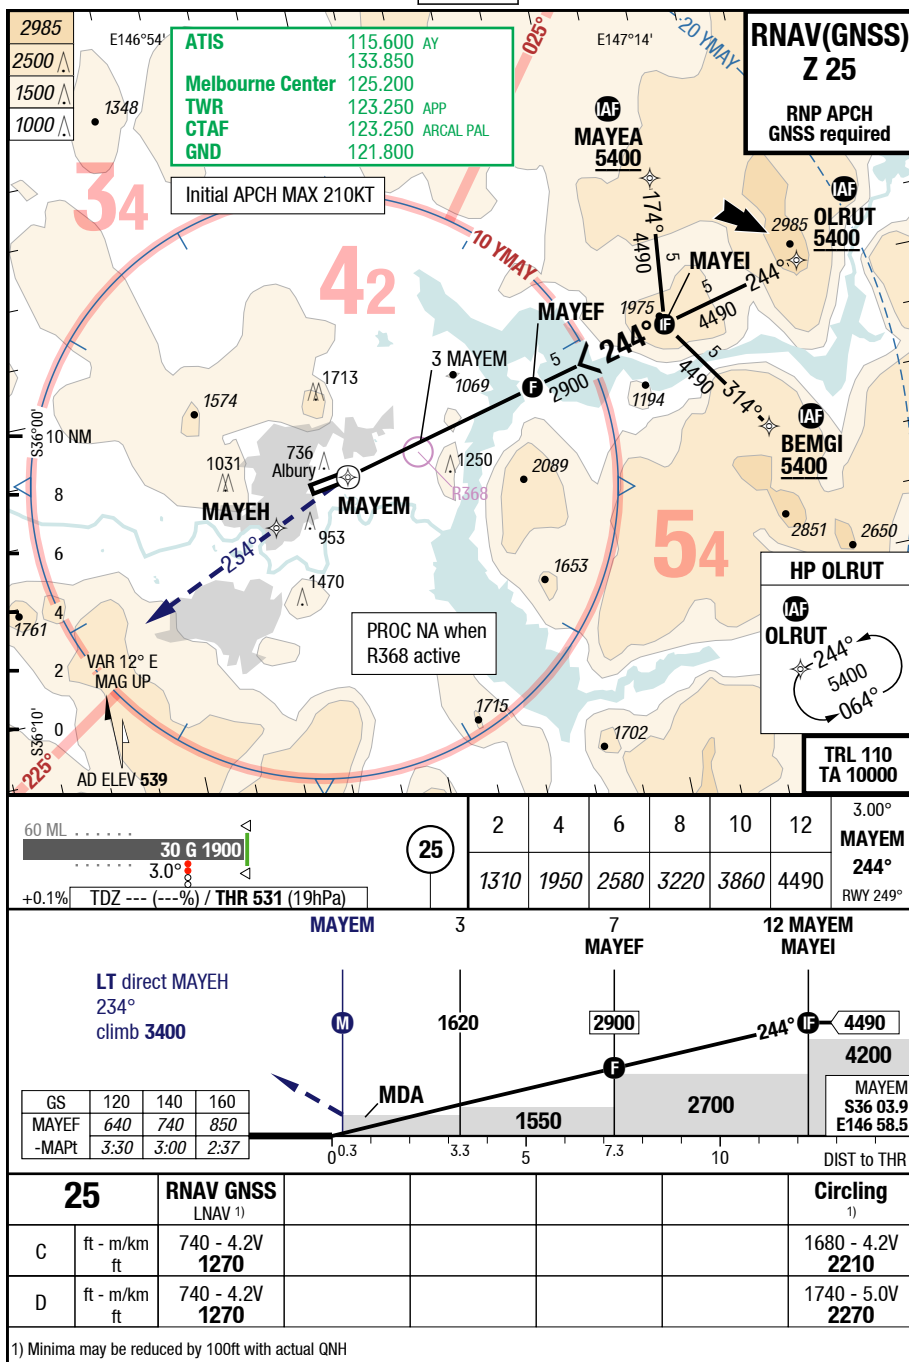 2985
2500
1500
1000
E146°54'
1348
ATIS 115.600 AY
133.850
Melbourne Center 125.200
TWR 123.250 APP
CTAF 123.250 ARCAL PAL
GND 121.800
025°
E147°14'
20 YMAY
RNAV(GNSS)
Z 25
RNP APCH
GNSS required
Initial APCH MAX 210KT
34
IAF
MAYEA
5400
IAF
OLRUT
5400
2985
174°
4490
5
MAYEI
244°
5
4490
10 YMAY
42
MAYEF
1975
IF
244°
3 MAYEM
5
2900
F
1069
5
4490
314°
1194
IAF
BEMGI
5400
1713
1574
S36°00'
10 NM
736
Albury
1031
1250
R368
2089
8
MAYEH
MAYEM
953
2851
2650
54
234°
6
1470
1653
HP OLRUT
IAF
OLRUT
244°
5400
064°
4
1761
PROC NA when
R368 active
VAR 12° E
MAG UP
2
1715
1702
0
S36°10'
225°
AD ELEV 539
TRL 110
TA 10000
60 ML
30 G 1900
3.0°
+0.1%
TDZ --- (---%) / THR 531 (19hPa)
25
2 4 6 8 10 12
1310 1950 2580 3220 3860 4490
3.00°
MAYEM
244°
RWY 249°
MAYEM 3 7 12 MAYEM
MAYEF MAYEI
LT direct MAYEH
234°
climb 3400
M 1620 2900 244° IF 4490
4200
F
MDA
1550
2700
MAYEM
S36 03.9
E146 58.5
GS 120 140 160
MAYEF 640 740 850
-MAPt 3:30 3:00 2:37
0 0.3 3.3 5 7.3 10 DIST to THR
25 RNAV GNSS Circling
LNAV 1) 1)
C ft - m/km 740 - 4.2V 1680 - 4.2V
ft 1270 2210
D ft - m/km 740 - 4.2V 1740 - 5.0V
ft 1270 2270
1) Minima may be reduced by 100ft with actual QNH